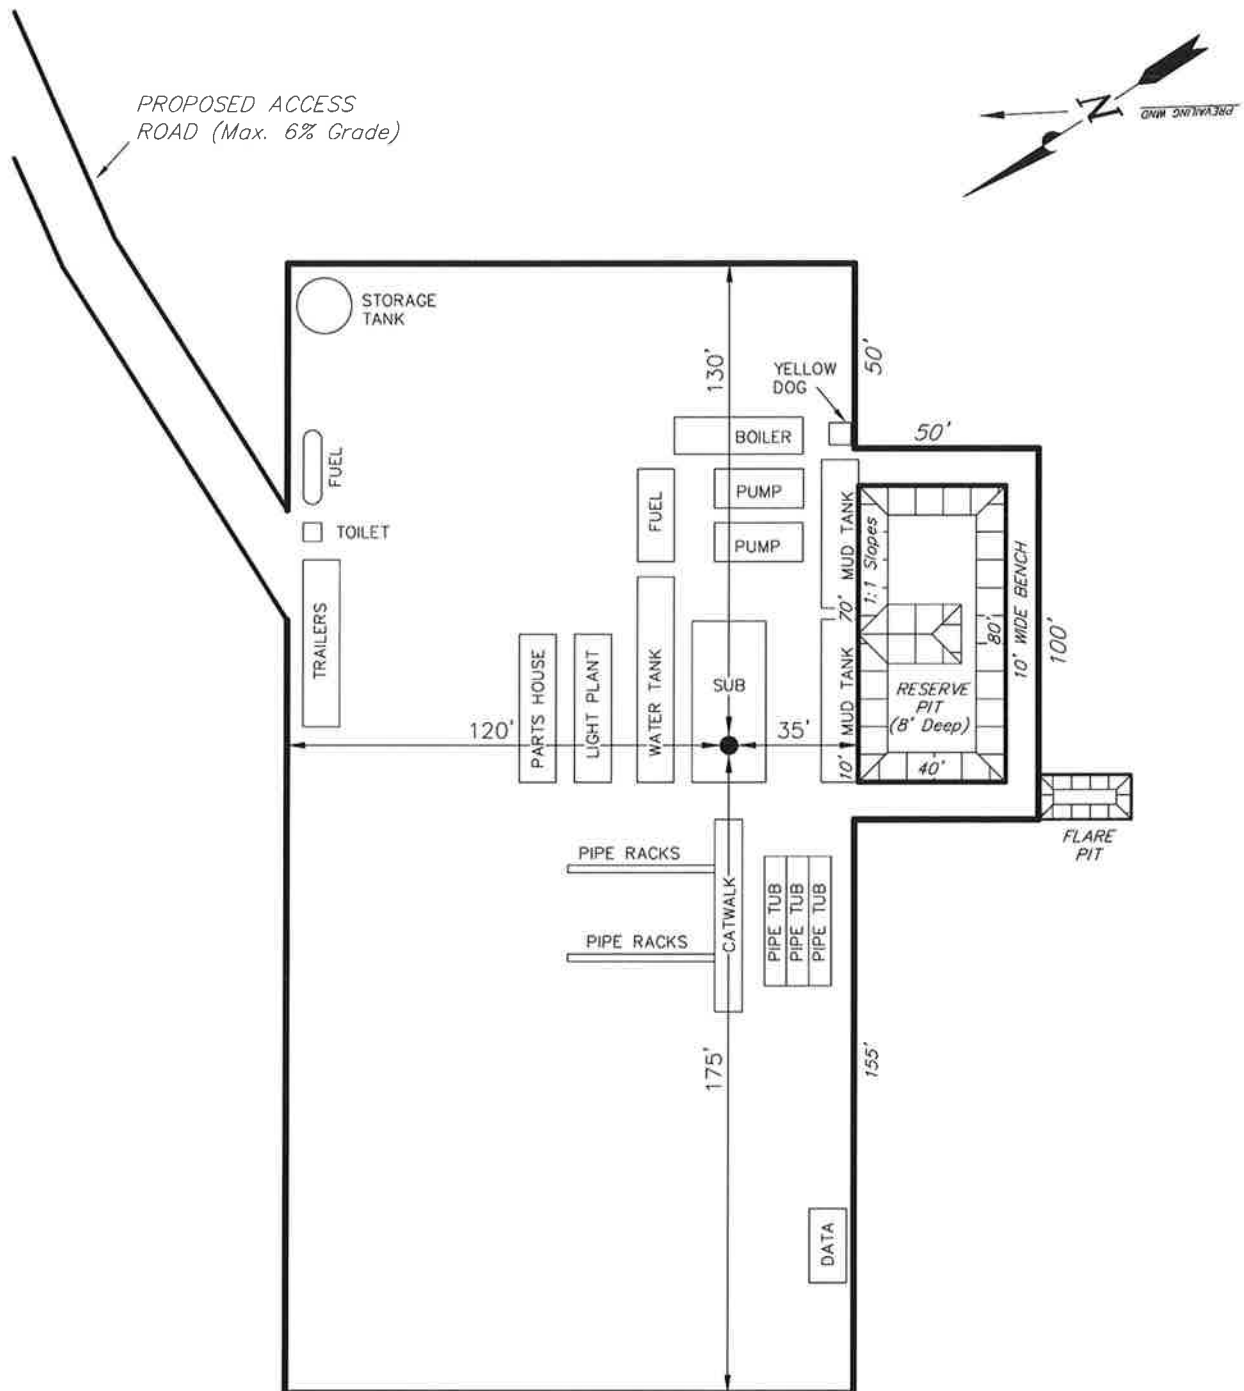 PROPOSED ACCESS
ROAD (Max. 6% Grade)
N
PREVAILING WIND
STORAGE
TANK
130'
50'
YELLOW
DOG
FUEL
BOILER
50'
TOILET
FUEL
PUMP
PUMP
MUD TANK
1:1 Slopes
10' WIDE BENCH
TRAILERS
70'
80'
100'
PARTS HOUSE
LIGHT PLANT
WATER TANK
SUB
MUD TANK
RESERVE
PIT
(8' Deep)
120'
35'
10'
40'
FLARE
PIT
PIPE RACKS
CATWALK
PIPE TUB
PIPE TUB
PIPE TUB
PIPE RACKS
175'
155'
DATA